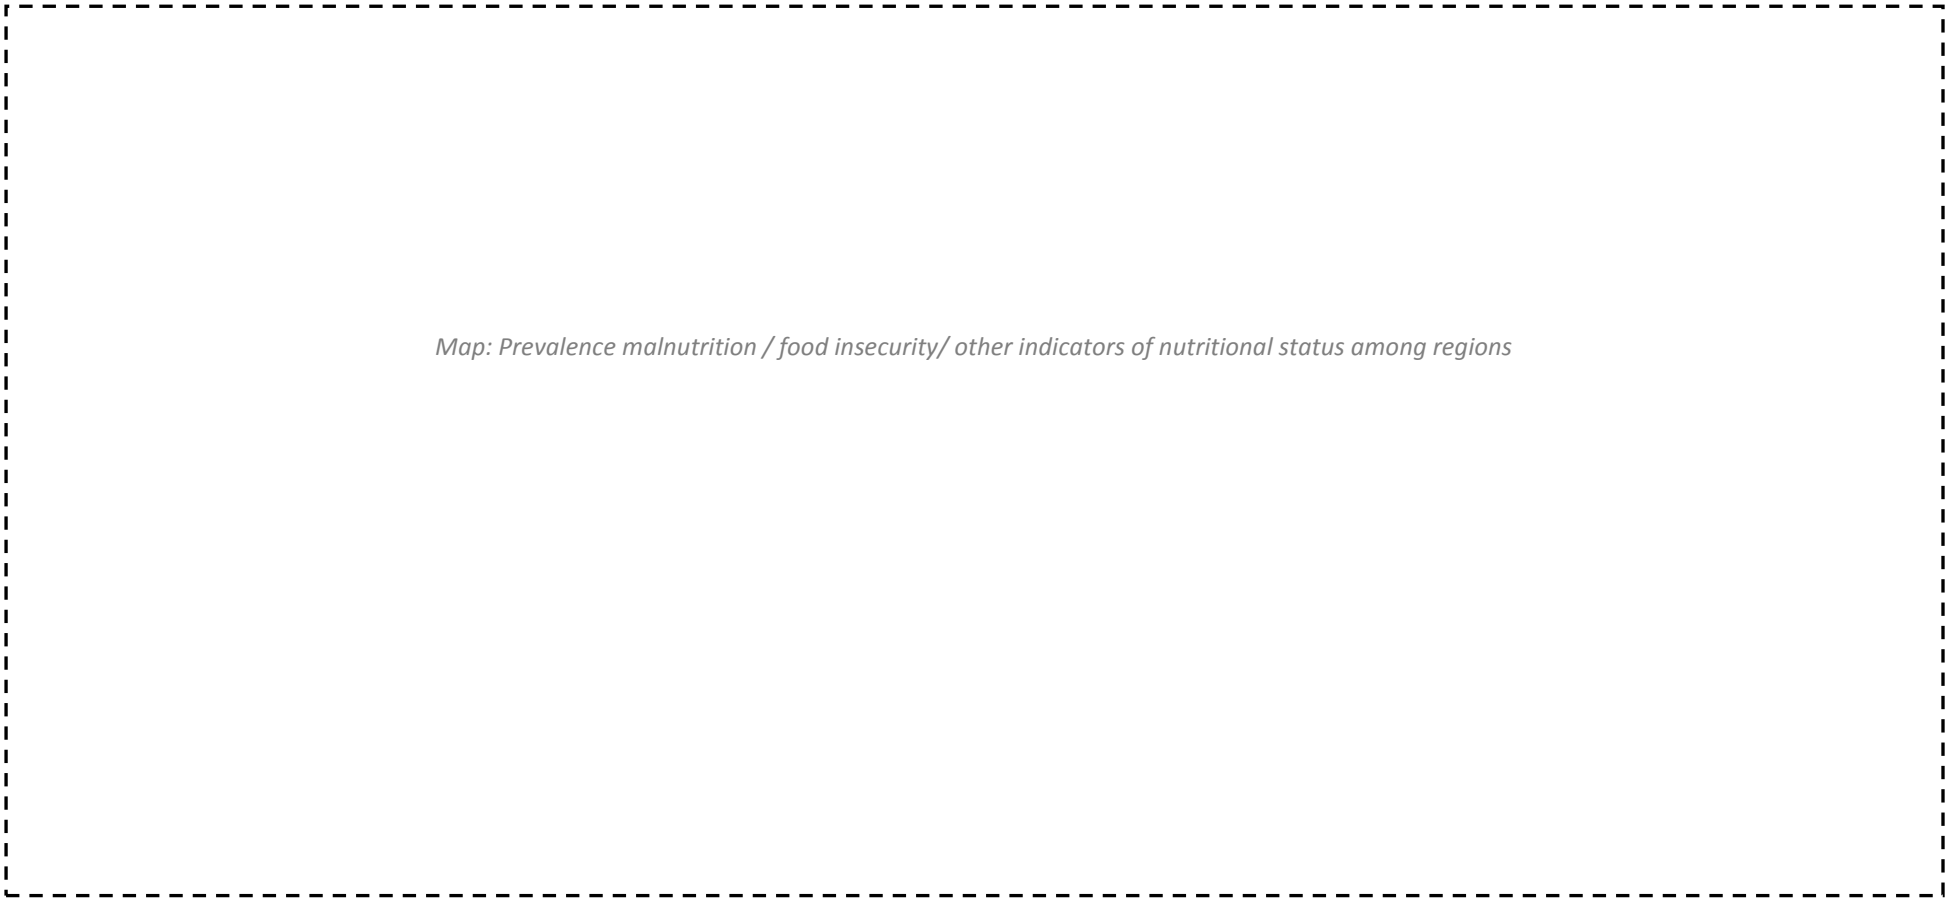 Map: Prevalence malnutrition / food insecurity/ other indicators of nutritional status among regions